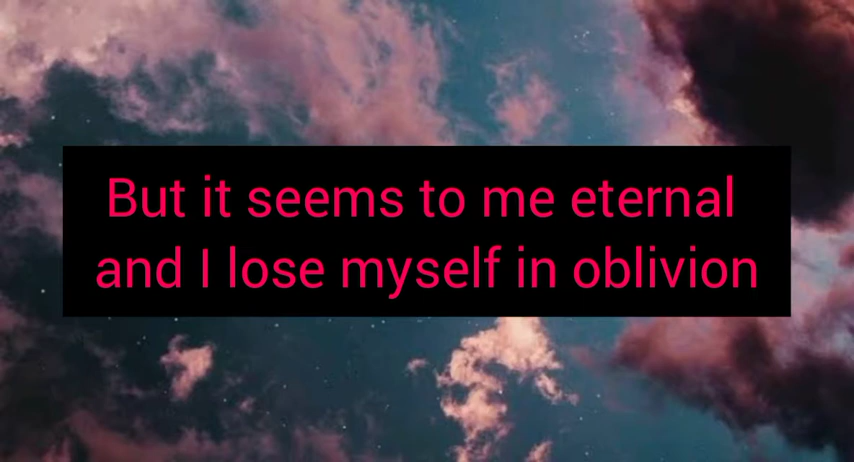 But it seems to me eternal
and I lose myself in oblivion